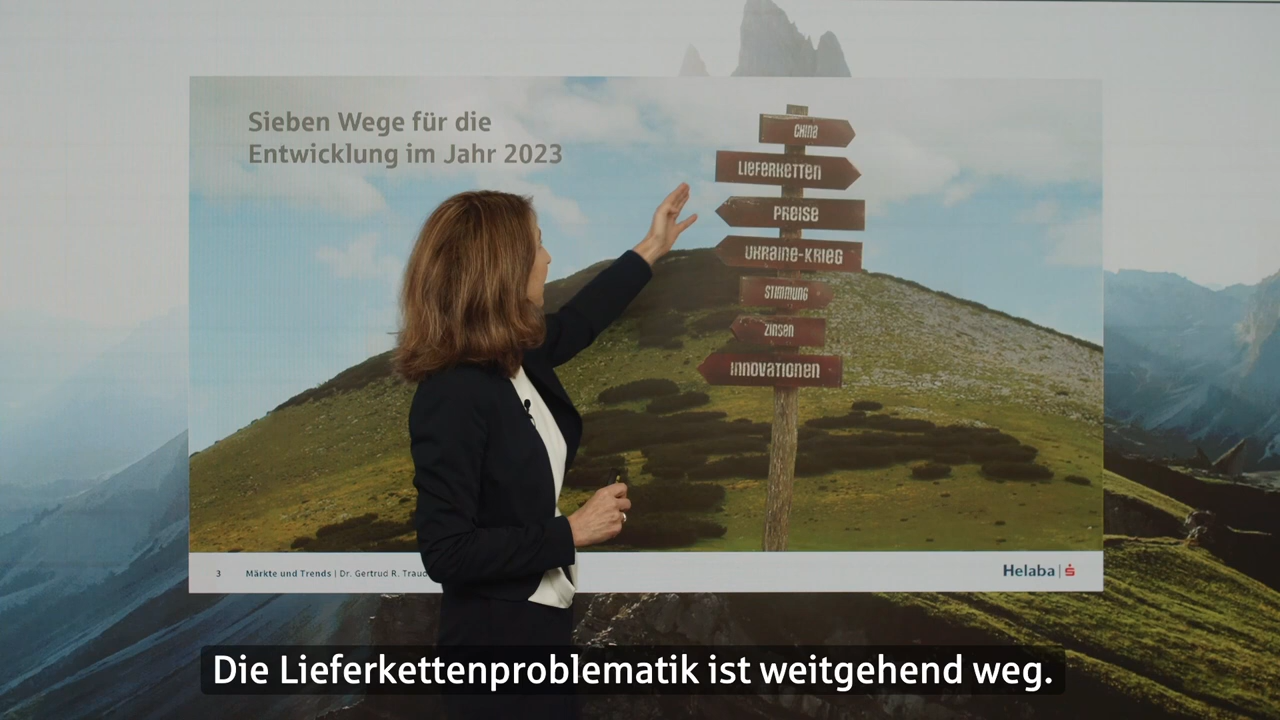 Sieben Wege für die
Entwicklung im Jahr 2023
CHINA
LIEFERKETTEN
PREISE
UKRAINE-KRIEG
STIMMUNG
ZINSEN
INNOVATIONEN
3 Märkte und Trends | Dr. Gertrud R. Traud
Helaba
Die Lieferkettenproblematik ist weitgehend weg.